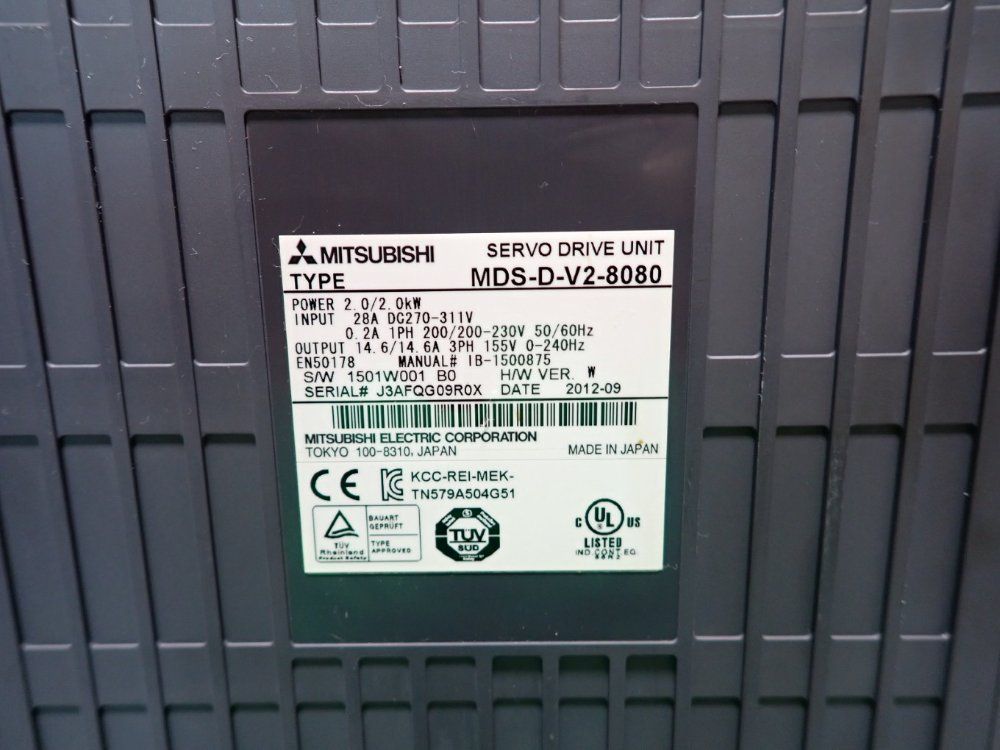 MITSUBISHI SERVO DRIVE UNIT
TYPE MDS-D-V2-8080
POWER 2.0/2.0kW
INPUT 28A DC270-311V
0.2A 1PH 200/200-230V 50/60Hz
OUTPUT 14.6/14.6A 3PH 155V 0-240Hz
EN50178 MANUAL# IB-1500875
S/W 1501W001 B0 H/W VER. W
SERIAL# J3AFQG09R0X DATE 2012-09
MITSUBISHI ELECTRIC CORPORATION
TOKYO 100-8310, JAPAN MADE IN JAPAN
CE KCC-REI-MEK-
TN579A504G51
TÜV
Rheinland
Product Safety
BAUART
GEPRÜFT
TYPE
APPROVED
TÜV
SÜD
C UL US
LISTED
IND.CONT.EQ.